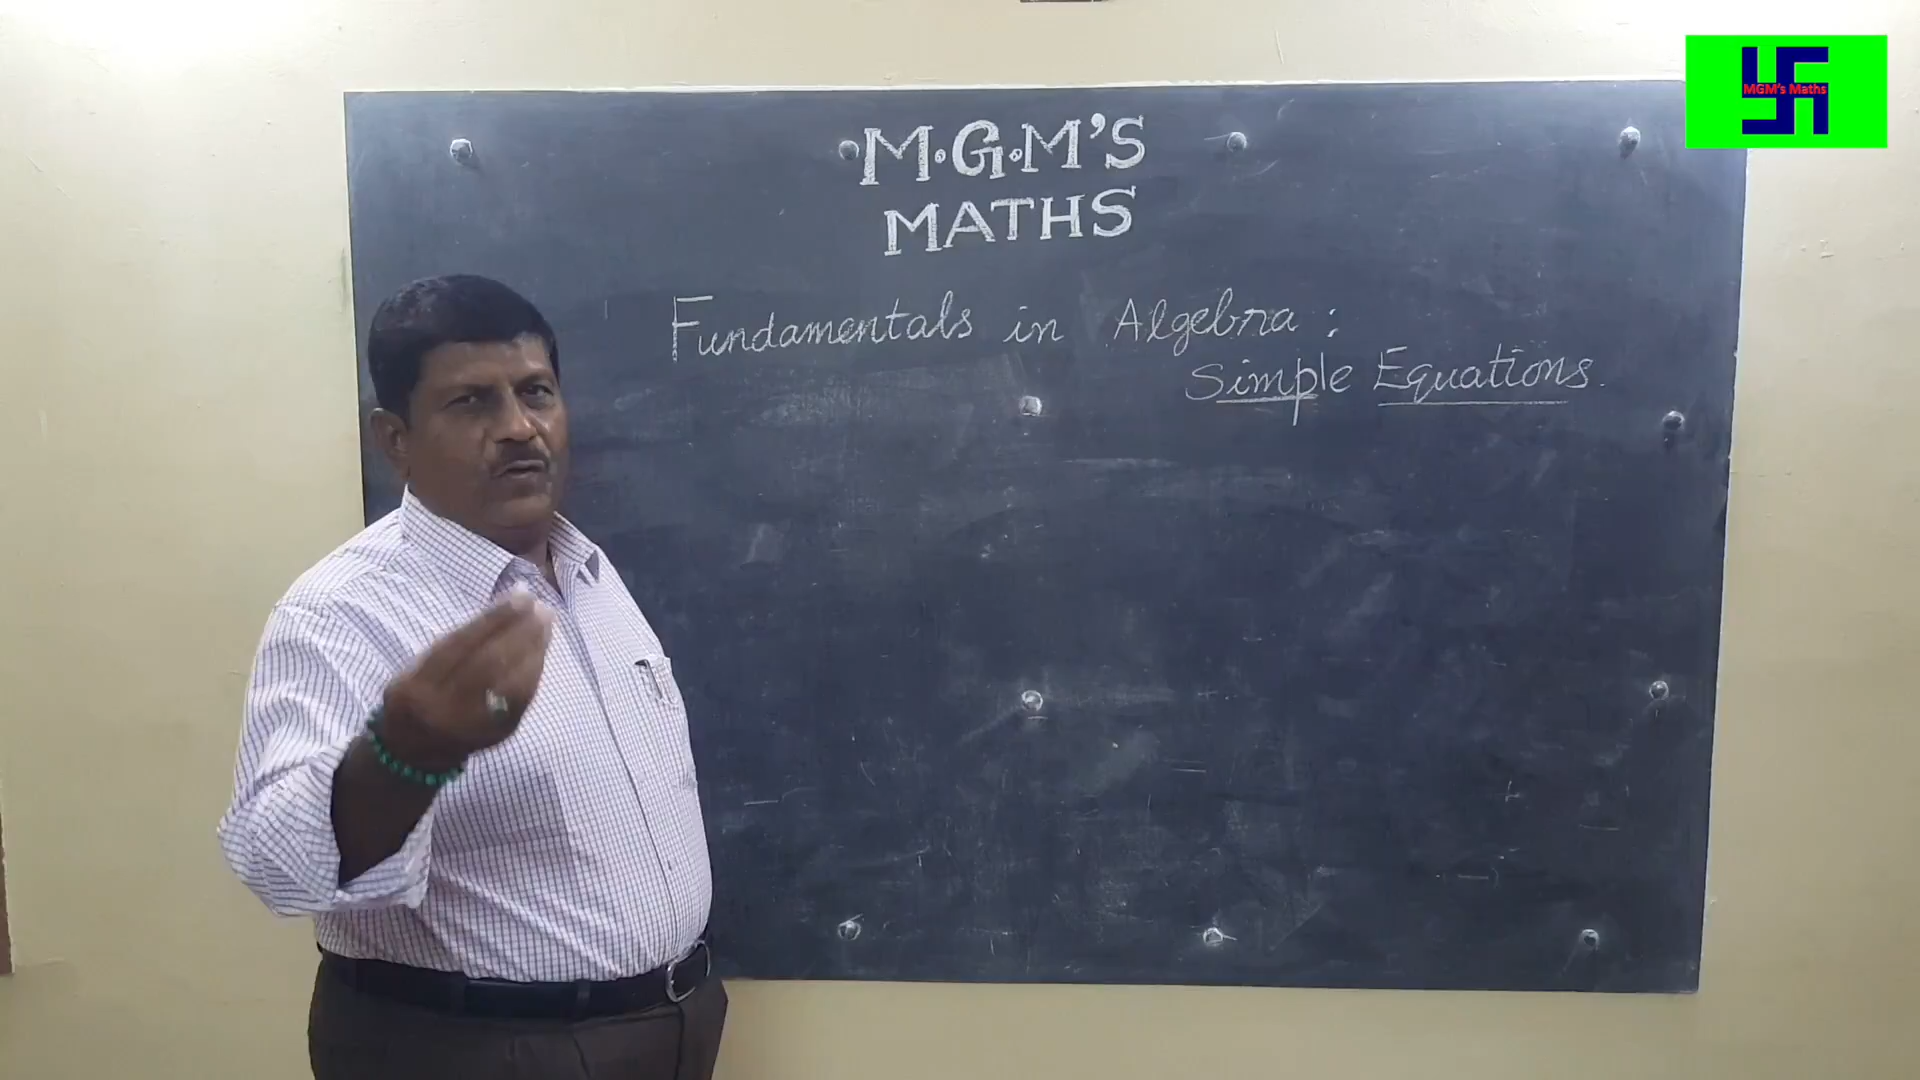 M.G.M'S
MATHS
Fundamentals in Algebra :
Simple Equations.
MGM's Maths